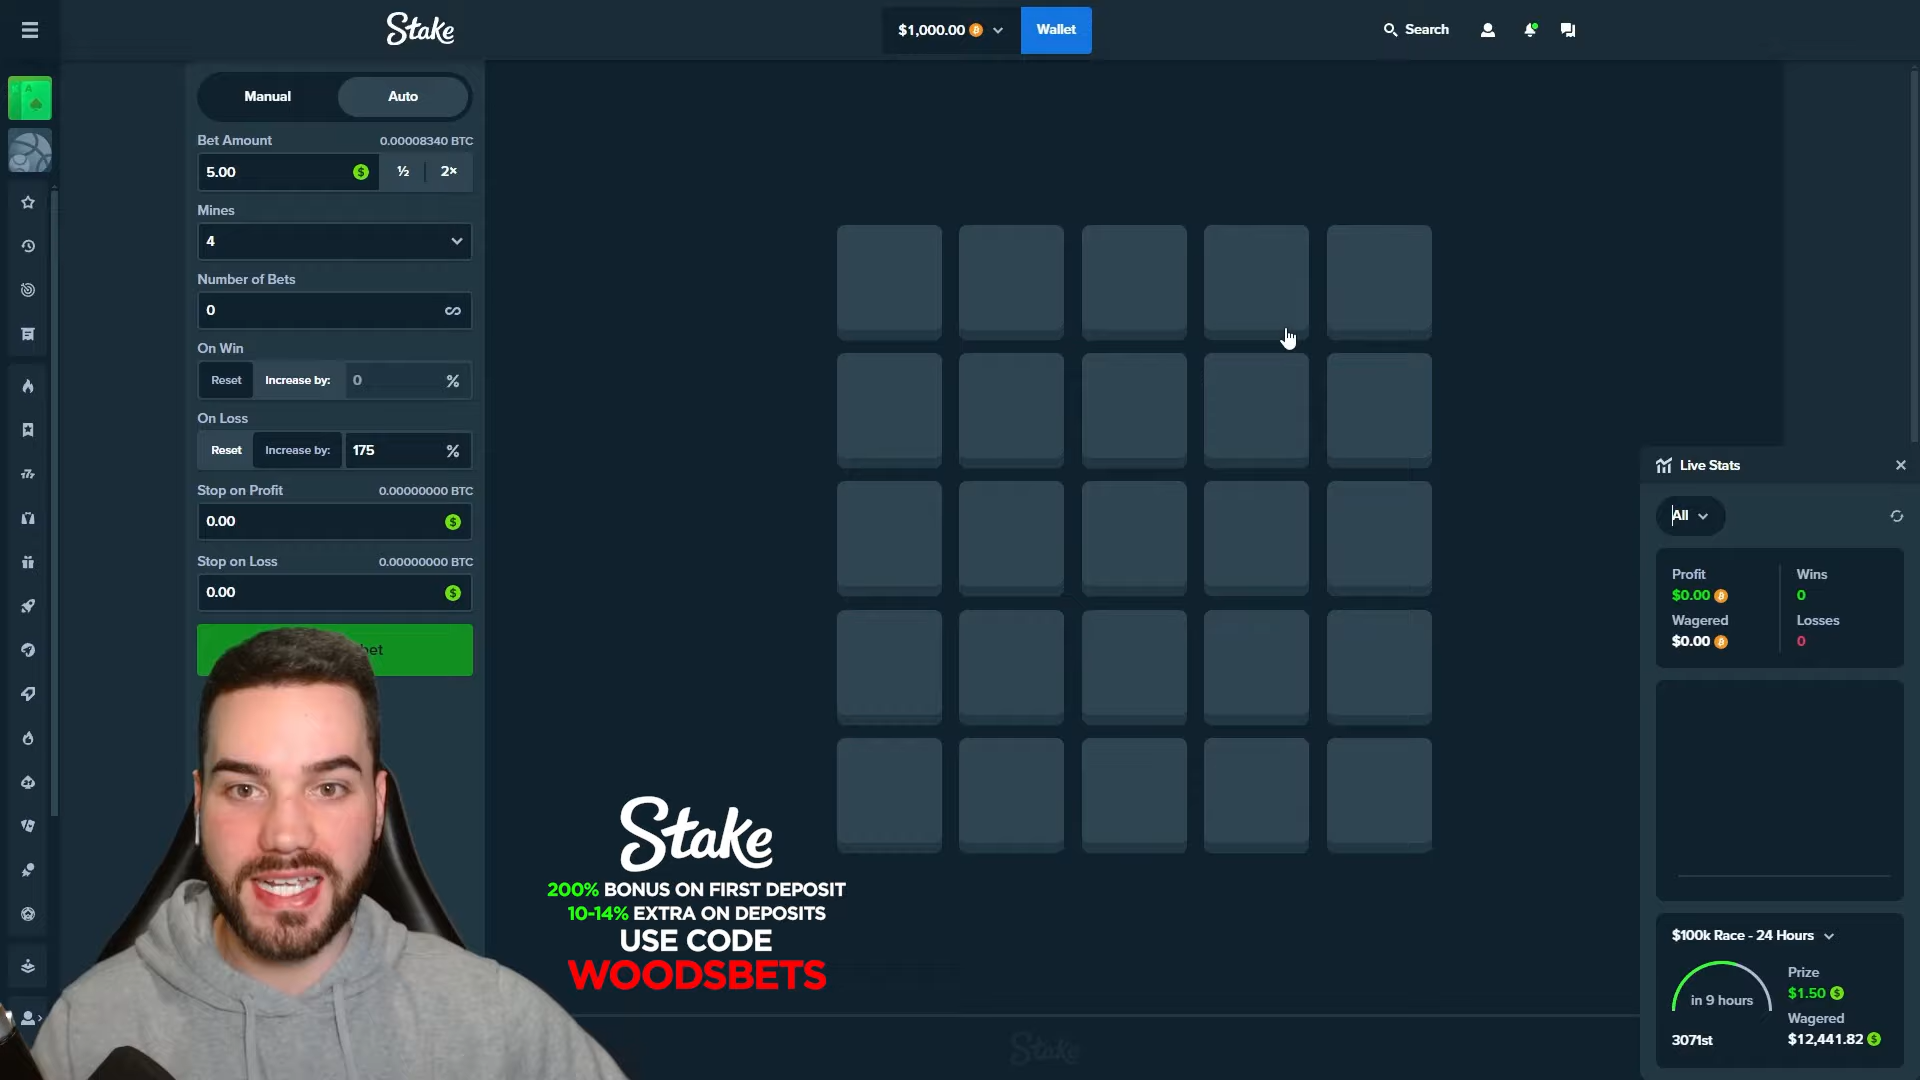 Stake
$1,000.00
Wallet
Search
Manual
Auto
Bet Amount
0.00008340 BTC
5.00
½
2×
Mines
4
Number of Bets
0
On Win
Reset
Increase by:
0
%
On Loss
Reset
Increase by:
175
%
Stop on Profit
0.00000000 BTC
0.00
Stop on Loss
0.00000000 BTC
0.00
bet
Stake
200% BONUS ON FIRST DEPOSIT
10-14% EXTRA ON DEPOSITS
USE CODE
WOODSBETS
Stake
Live Stats
All
Profit
$0.00
Wins
0
Wagered
$0.00
Losses
0
$100k Race - 24 Hours
in 9 hours
3071st
Prize
$1.50
Wagered
$12,441.82